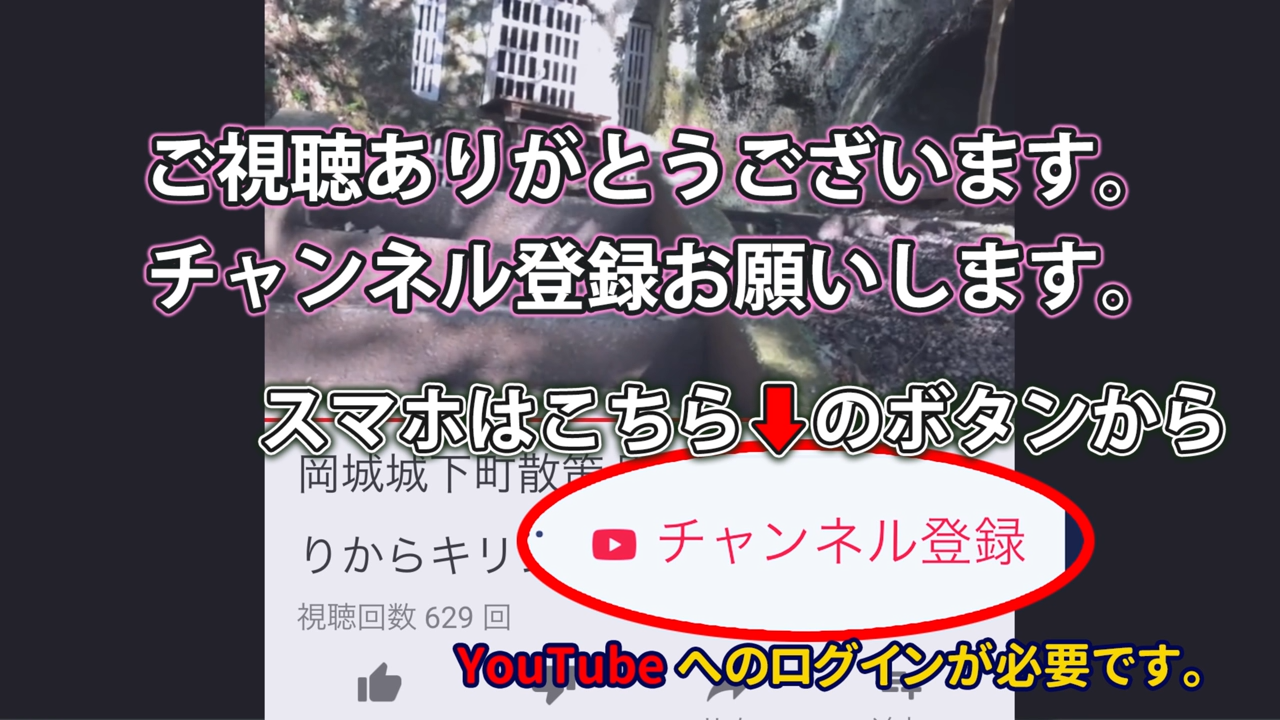 ご視聴ありがとうございます。
チャンネル登録お願いします。
スマホはこちら⬇のボタンから
岡城城下町散策
チャンネル登録
りからキリ
視聴回数 629 回
YouTube へのログインが必要です。